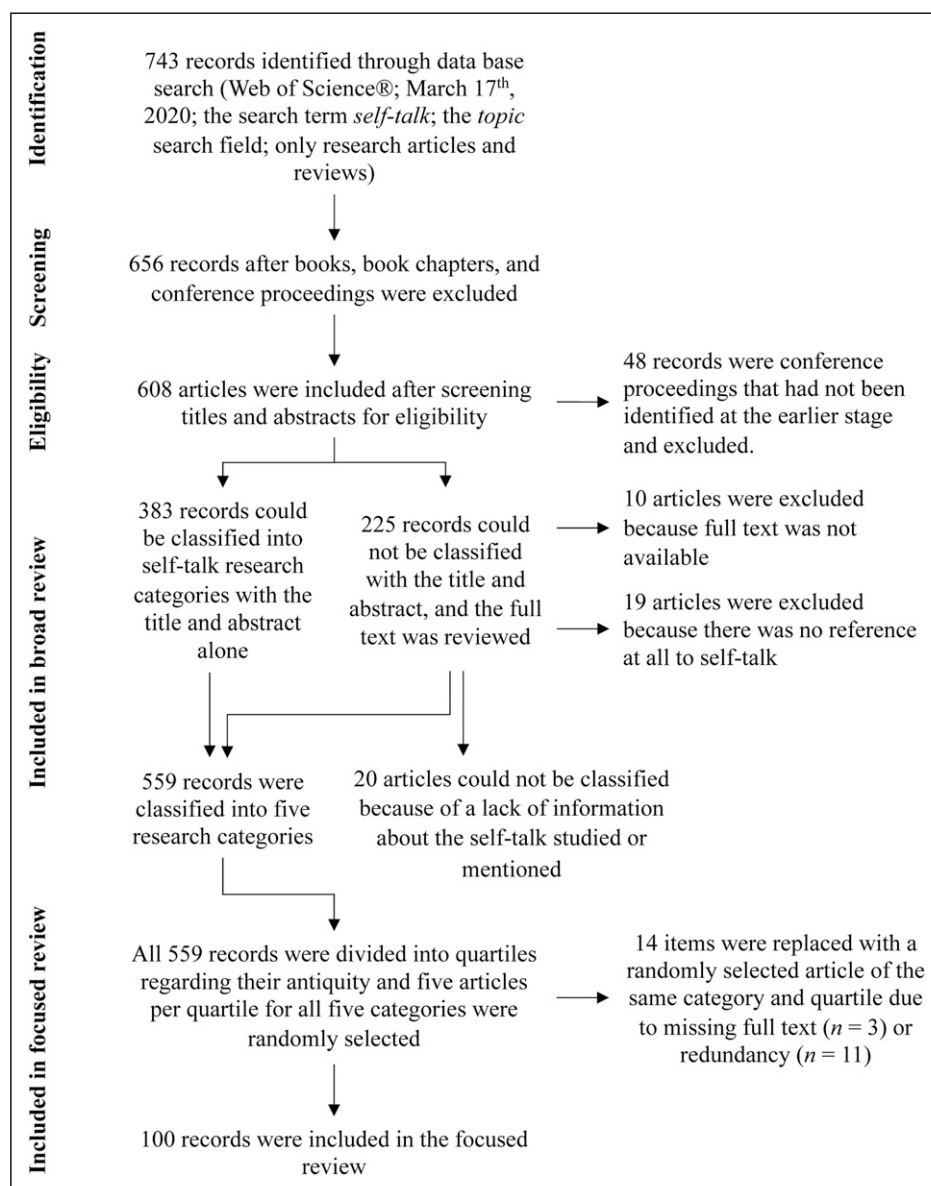 Identification
743 records identified through data base
search (Web of Science®; March 17th,
2020; the search term self-talk; the topic
search field; only research articles and
reviews)
Screening
656 records after books, book chapters, and
conference proceedings were excluded
Eligibility
608 articles were included after screening
titles and abstracts for eligibility
48 records were conference
proceedings that had not been
identified at the earlier stage
and excluded.
Included in broad review
383 records could
be classified into
self-talk research
categories with the
title and abstract
alone
225 records could
not be classified
with the title and
abstract, and the full
text was reviewed
10 articles were excluded
because full text was not
available
19 articles were excluded
because there was no reference
at all to self-talk
559 records were
classified into five
research categories
20 articles could not be classified
because of a lack of information
about the self-talk studied or
mentioned
Included in focused review
All 559 records were divided into quartiles
regarding their antiquity and five articles
per quartile for all five categories were
randomly selected
14 items were replaced with a
randomly selected article of the
same category and quartile due
to missing full text (n = 3) or
redundancy (n = 11)
100 records were included in the focused
review